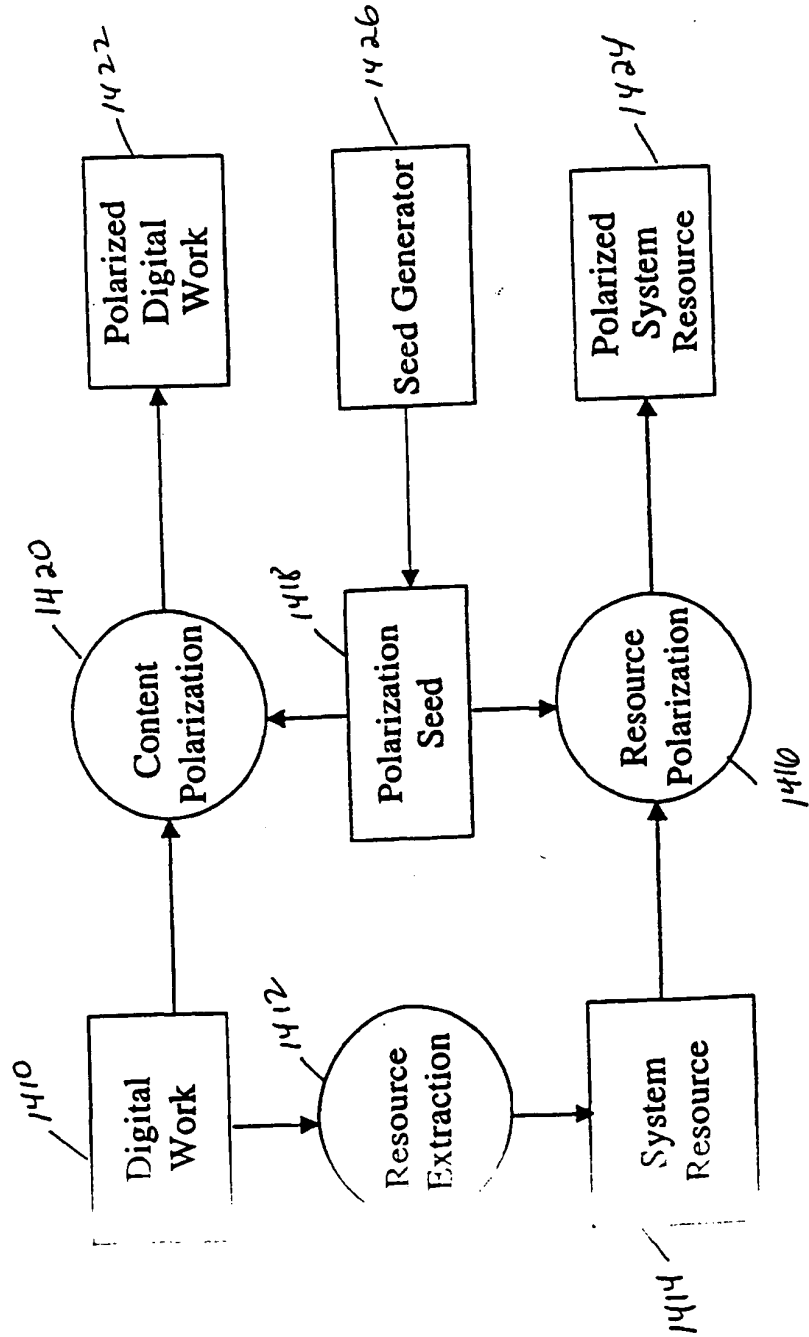 1410
Digital
Work
1420
Content
Polarization
1422
Polarized
Digital
Work
1412
Resource
Extraction
1418
Polarization
Seed
1426
Seed Generator
1414
System
Resource
1416
Resource
Polarization
1424
Polarized
System
Resource